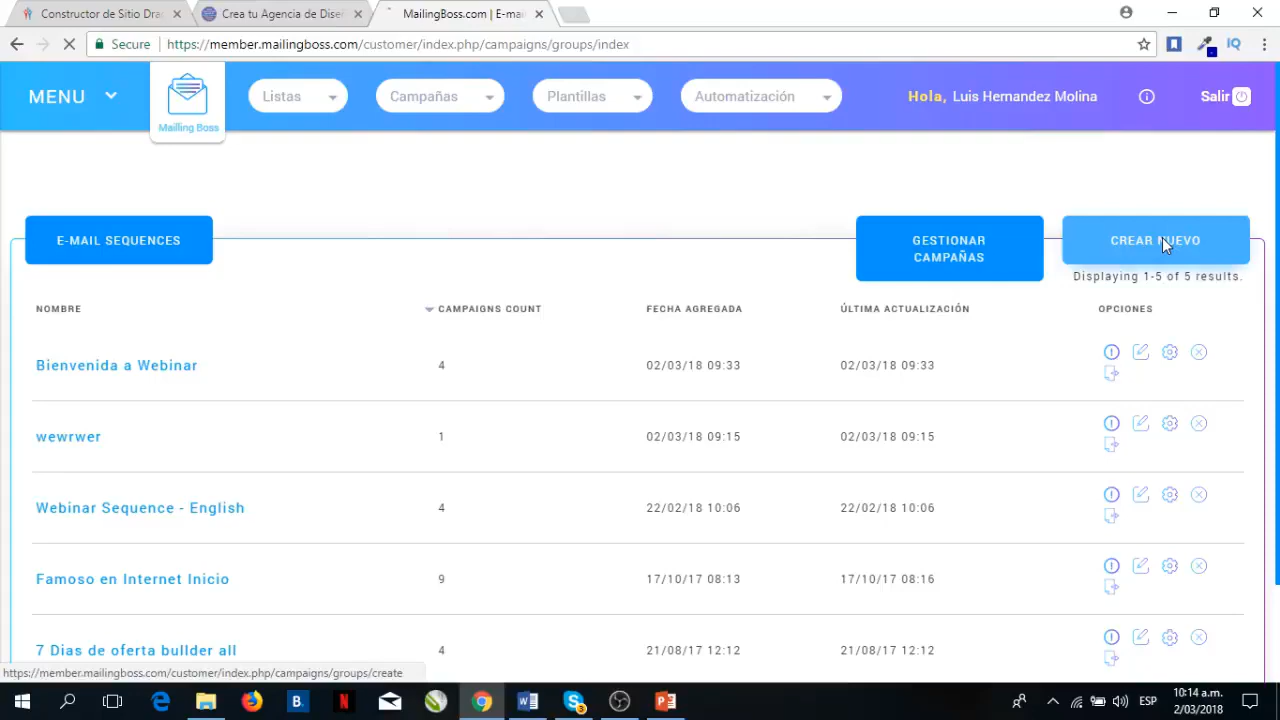 Constructor de Sitio Dra
Crea tu Agencia de Dise
MailingBoss.com | E-ma
Secure
https://member.mailingboss.com/customer/index.php/campaigns/groups/index
IQ
MENU
Mailling Boss
Listas
Campañas
Plantillas
Automatización
Hola, Luis Hernandez Molina
Salir
E-MAIL SEQUENCES
GESTIONAR
CAMPAÑAS
CREAR NUEVO
Displaying 1-5 of 5 results.
NOMBRE CAMPAIGNS COUNT FECHA AGREGADA ÚLTIMA ACTUALIZACIÓN OPCIONES
Bienvenida a Webinar 4 02/03/18 09:33 02/03/18 09:33
wewrwer 1 02/03/18 09:15 02/03/18 09:15
Webinar Sequence - English 4 22/02/18 10:06 22/02/18 10:06
Famoso en Internet Inicio 9 17/10/17 08:13 17/10/17 08:16
7 Dias de oferta bullder all 4 21/08/17 12:12 21/08/17 12:12
https://member.mailingboss.com/customer/index.php/campaigns/groups/create
B.
N
3
ESP
10:14 a.m.
2/03/2018